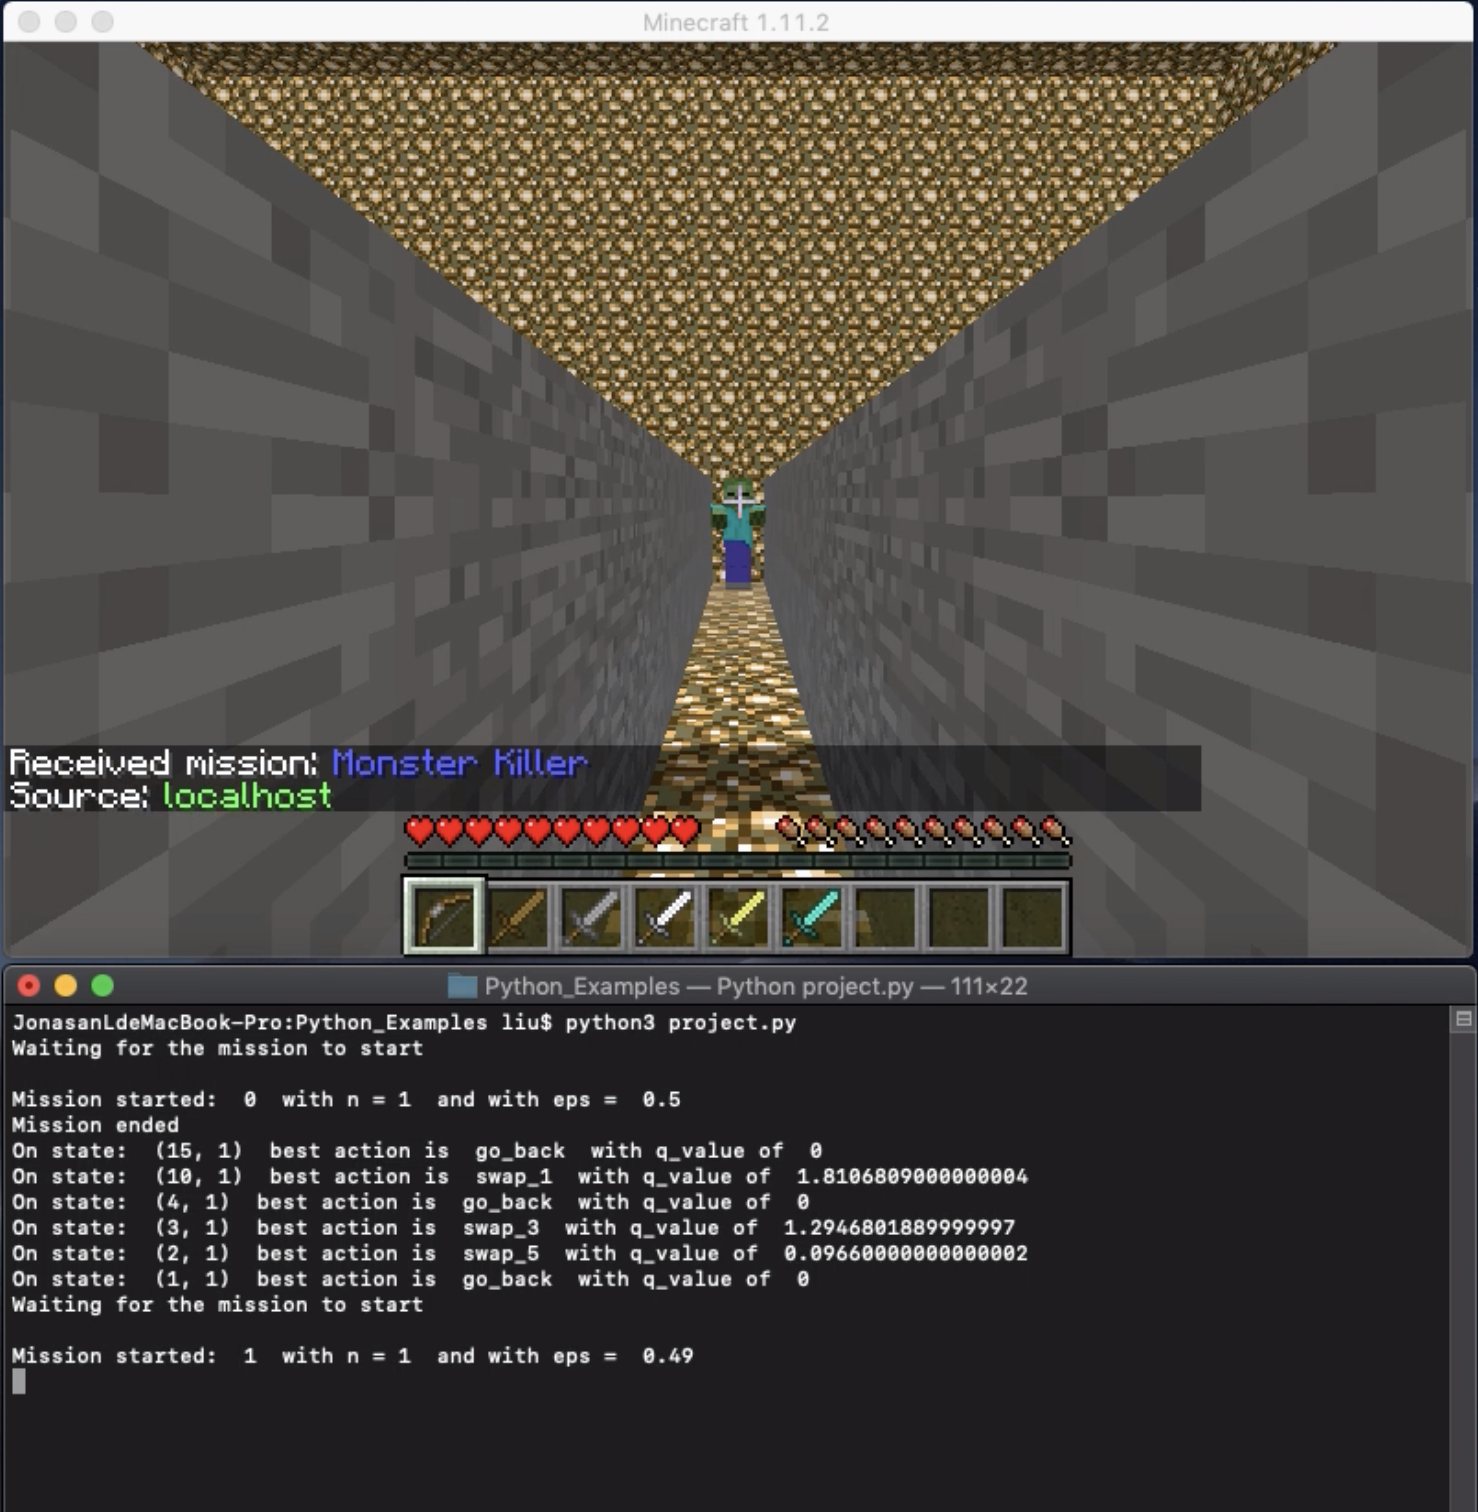 Minecraft 1.11.2
Received mission: Monster Killer
Source: localhost
Python_Examples — Python project.py — 111×22
JonasanLdeMacBook-Pro:Python_Examples liu$ python3 project.py
Waiting for the mission to start
Mission started:  0  with n = 1  and with eps =  0.5
Mission ended
On state:  (15, 1)  best action is  go_back  with q_value of  0
On state:  (10, 1)  best action is  swap_1  with q_value of  1.8106809000000004
On state:  (4, 1)  best action is  go_back  with q_value of  0
On state:  (3, 1)  best action is  swap_3  with q_value of  1.2946801889999997
On state:  (2, 1)  best action is  swap_5  with q_value of  0.09660000000000002
On state:  (1, 1)  best action is  go_back  with q_value of  0
Waiting for the mission to start
Mission started:  1  with n = 1  and with eps =  0.49